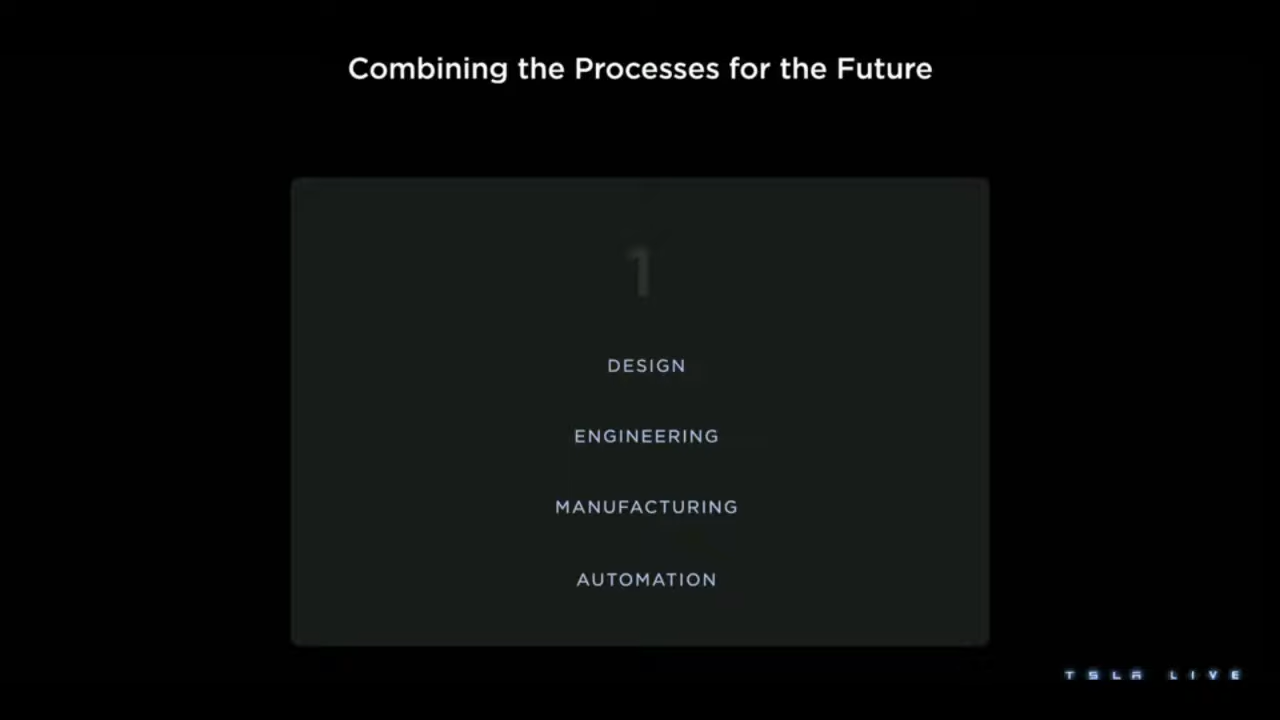 Combining the Processes for the Future
1
DESIGN
ENGINEERING
MANUFACTURING
AUTOMATION
TSLA LIVE